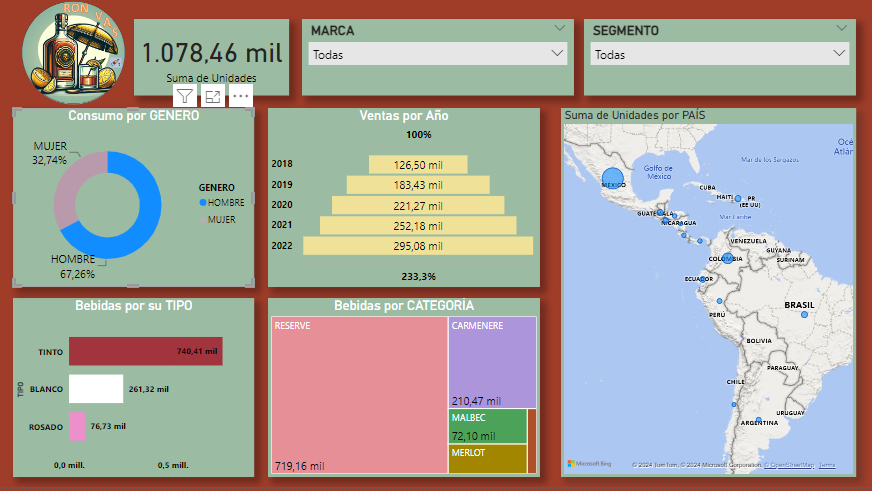 RON VAS
1.078,46 mil
Suma de Unidades
MARCA
Todas
SEGMENTO
Todas
Consumo por GENERO
MUJER
32,74%
HOMBRE
67,26%
GENERO
HOMBRE
MUJER
Ventas por Año
100%
2018 126,50 mil
2019 183,43 mil
2020 221,27 mil
2021 252,18 mil
2022 295,08 mil
233,3%
Suma de Unidades por PAÍS
Océ
Atlár
Golfo de
México
Mar de los Sargazos
MÉXICO
CUBA
HAITI
PR
(EE UU)
GUATEMALA
Mar Caribe
NICARAGUA
VENEZUELA
GUYANA
SURINAM
COLOMBIA
ECUADOR
PERÚ
BRASIL
BOLIVIA
PARAGUAY
CHILE
URUGUAY
ARGENTINA
Microsoft Bing
© 2024 TomTom, © 2024 Microsoft Corporation, © OpenStreetMap Terms
Bebidas por su TIPO
TIPO
TINTO 740,41 mil
BLANCO 261,32 mil
ROSADO 76,73 mil
0,0 mill. 0,5 mill.
Bebidas por CATEGORÍA
RESERVE
719,16 mil
CARMENERE
210,47 mil
MALBEC
72,10 mil
MERLOT